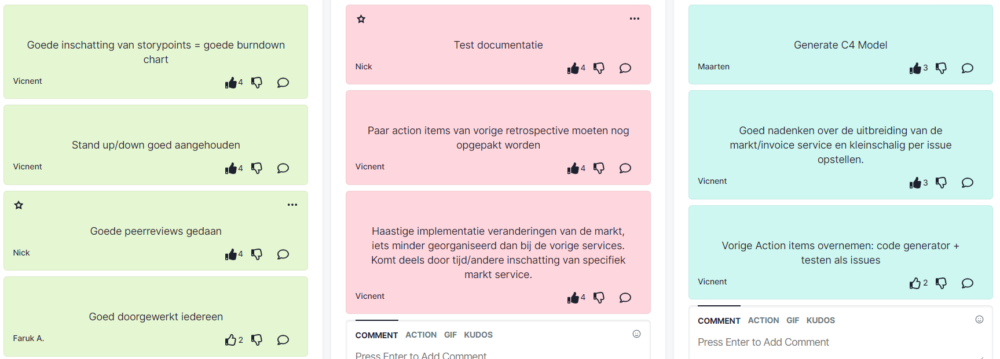 Goede inschatting van storypoints = goede burndown
chart
Vicnent
4
Stand up/down goed aangehouden
Vicnent
4
Goede peerreviews gedaan
Nick
4
Goed doorgewerkt iedereen
Faruk A.
2
Test documentatie
Nick
4
Paar action items van vorige retrospective moeten nog
opgepakt worden
Vicnent
4
Haastige implementatie veranderingen van de markt,
iets minder georganiseerd dan bij de vorige services.
Komt deels door tijd/andere inschatting van specifiek
markt service.
Vicnent
4
COMMENT ACTION GIF KUDOS
Press Enter to Add Comment
Generate C4 Model
Maarten
3
Goed nadenken over de uitbreiding van de
markt/invoice service en kleinschalig per issue
opstellen.
Vicnent
3
Vorige Action items overnemen: code generator +
testen als issues
Vicnent
2
COMMENT ACTION GIF KUDOS
Press Enter to Add Comment